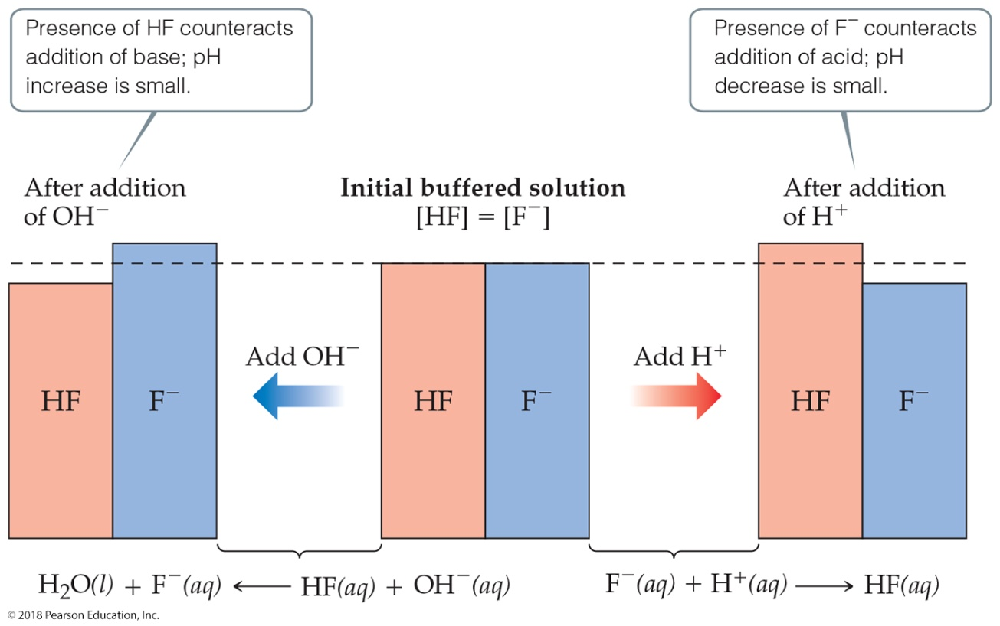 Presence of HF counteracts
addition of base; pH
increase is small.
Presence of F⁻ counteracts
addition of acid; pH
decrease is small.
After addition
of OH⁻
Initial buffered solution
[HF] = [F⁻]
After addition
of H⁺
Add OH⁻
Add H⁺
HF
F⁻
HF
F⁻
HF
F⁻
H₂O(l) + F⁻(aq) ⟵ HF(aq) + OH⁻(aq)
F⁻(aq) + H⁺(aq) ⟶ HF(aq)
© 2018 Pearson Education, Inc.